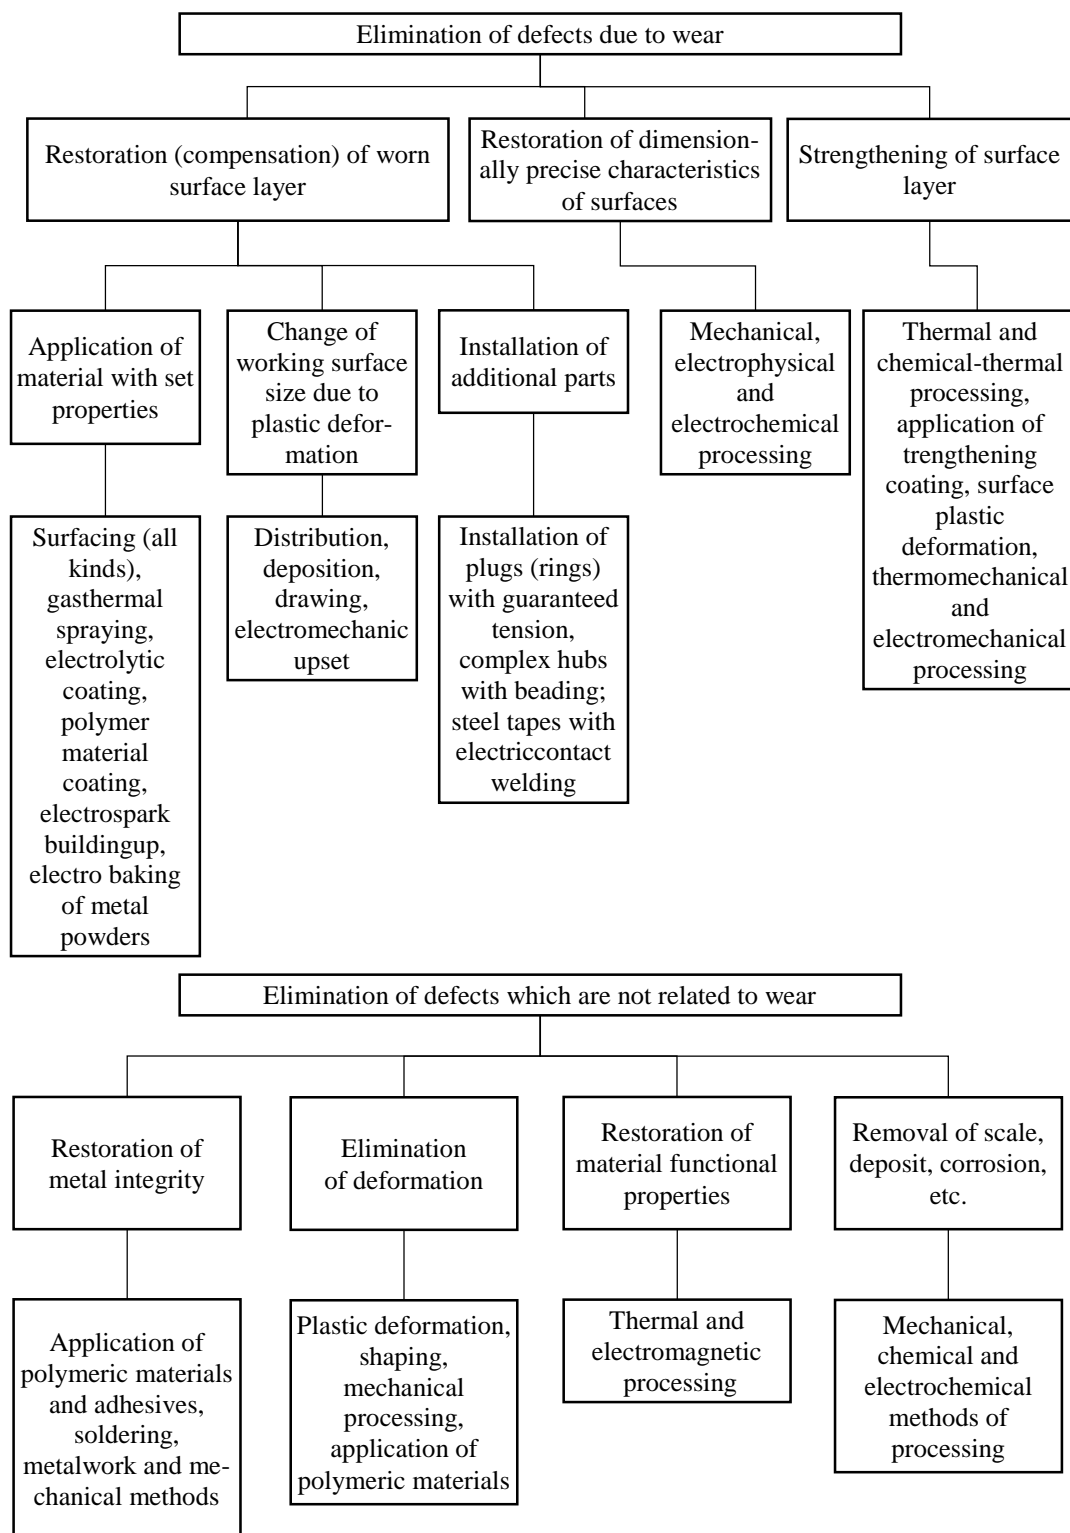 Elimination of defects due to wear
Restoration (compensation) of worn
surface layer
Restoration of dimension-
ally precise characteristics
of surfaces
Strengthening of surface
layer
Application of
material with set
properties
Change of
working surface
size due to
plastic defor-
mation
Installation of
additional parts
Mechanical,
electrophysical
and
electrochemical
processing
Thermal and
chemical-thermal
processing,
application of
trengthening
coating, surface
plastic
deformation,
thermomechanical
and
electromechanical
processing
Surfacing (all
kinds),
gasthermal
spraying,
electrolytic
coating,
polymer
material
coating,
electrospark
buildingup,
electro baking
of metal
powders
Distribution,
deposition,
drawing,
electromechanic
upset
Installation of
plugs (rings)
with guaranteed
tension,
complex hubs
with beading;
steel tapes with
electriccontact
welding
Elimination of defects which are not related to wear
Restoration of
metal integrity
Elimination
of deformation
Restoration of
material functional
properties
Removal of scale,
deposit, corrosion,
etc.
Application of
polymeric materials
and adhesives,
soldering,
metalwork and me-
chanical methods
Plastic deformation,
shaping,
mechanical
processing,
application of
polymeric materials
Thermal and
electromagnetic
processing
Mechanical,
chemical and
electrochemical
methods of
processing